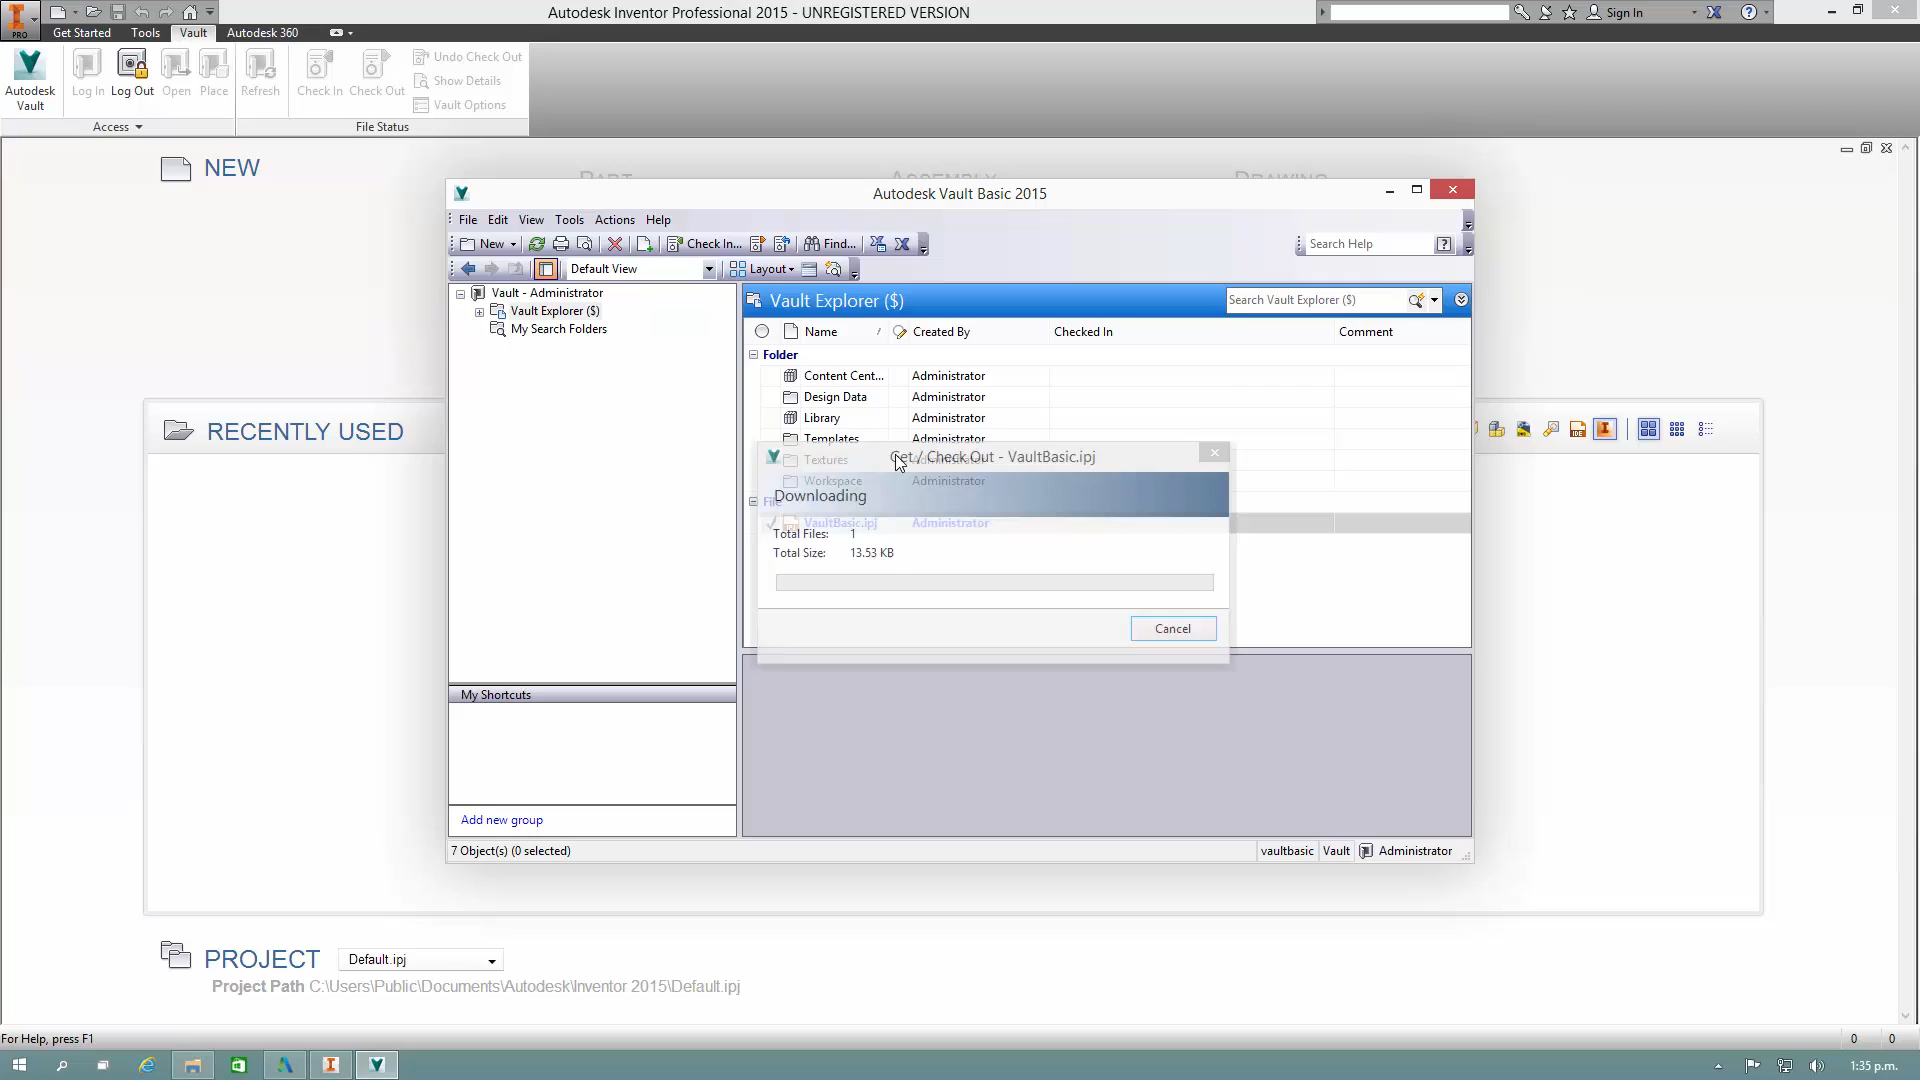 PRO
Autodesk Inventor Professional 2015 - UNREGISTERED VERSION
Sign In
Get Started
Tools
Vault
Autodesk 360
Autodesk
Vault
Log In
Log Out
Open
Place
Refresh
Check In
Check Out
Undo Check Out
Show Details
Vault Options
Access
File Status
NEW
PART
ASSEMBLY
DRAWING
Autodesk Vault Basic 2015
File Edit View Tools Actions Help
New
Check In...
Find...
Search Help
Default View
Layout
Vault - Administrator
Vault Explorer ($)
My Search Folders
Vault Explorer ($)
Search Vault Explorer ($)
Name / Created By Checked In Comment
Folder
Content Cent... Administrator
Design Data Administrator
Library Administrator
Templates Administrator
Textures Administrator
Workspace Administrator
File
VaultBasic.ipj Administrator
Get / Check Out - VaultBasic.ipj
Downloading
Total Files: 1
Total Size: 13.53 KB
Cancel
My Shortcuts
Add new group
7 Object(s) (0 selected)
vaultbasic Vault Administrator
RECENTLY USED
PROJECT Default.ipj
Project Path C:\Users\Public\Documents\Autodesk\Inventor 2015\Default.ipj
For Help, press F1
0 0
1:35 p.m.